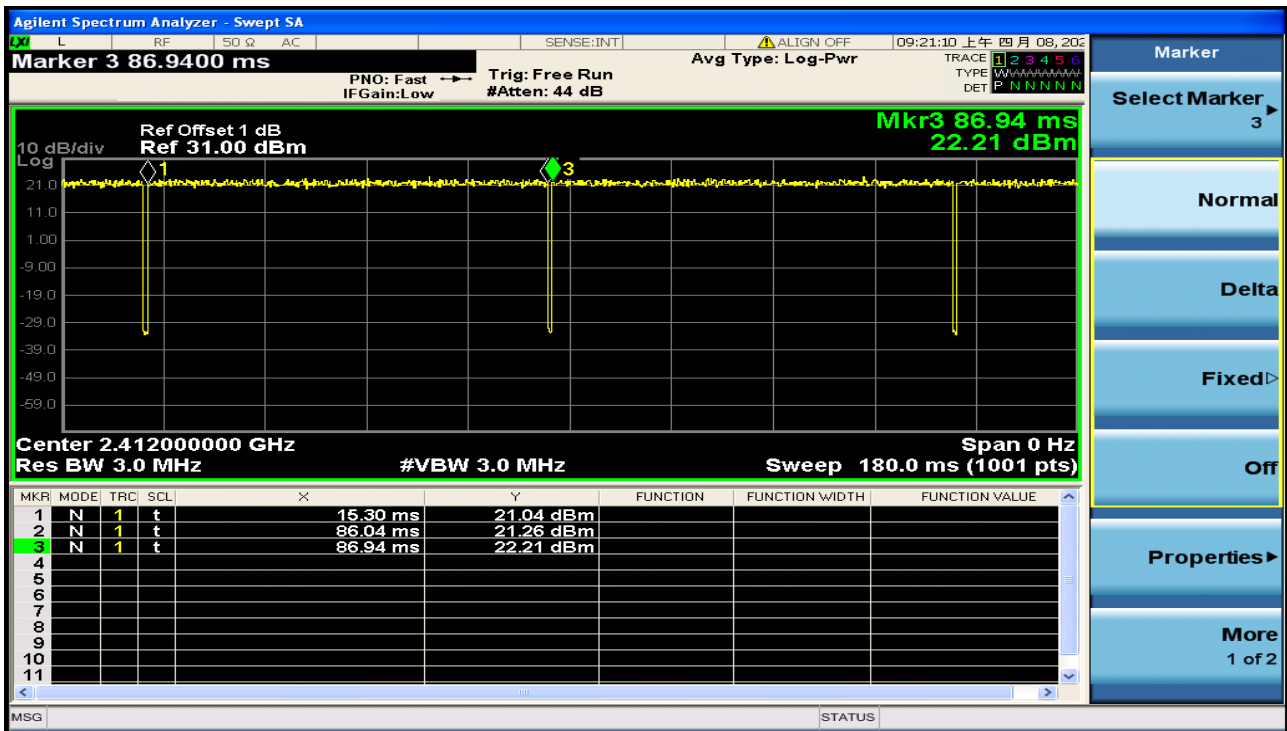 Agilent Spectrum Analyzer - Swept SA
LXI L RF 50 Ω AC SENSE:INT ⚠ALIGN OFF 09:21:10 上午 四月 08, 202
Marker 3 86.9400 ms
PNO: Fast
IFGain:Low
Trig: Free Run
#Atten: 44 dB
Avg Type: Log-Pwr
TRACE 1 2 3 4 5 6
TYPE WWWWWW
DET P N N N N N
Ref Offset 1 dB
10 dB/div Ref 31.00 dBm
Log
Mkr3 86.94 ms
22.21 dBm
1
3
21.0
11.0
1.00
-9.00
-19.0
-29.0
-39.0
-49.0
-59.0
Center 2.412000000 GHz Span 0 Hz
Res BW 3.0 MHz #VBW 3.0 MHz Sweep 180.0 ms (1001 pts)
MKR MODE TRC SCL X Y FUNCTION FUNCTION WIDTH FUNCTION VALUE
1 N 1 t 15.30 ms 21.04 dBm
2 N 1 t 86.04 ms 21.26 dBm
3 N 1 t 86.94 ms 22.21 dBm
4
5
6
7
8
9
10
11
MSG STATUS
Marker
Select Marker
3
Normal
Delta
Fixed
Off
Properties
More
1 of 2